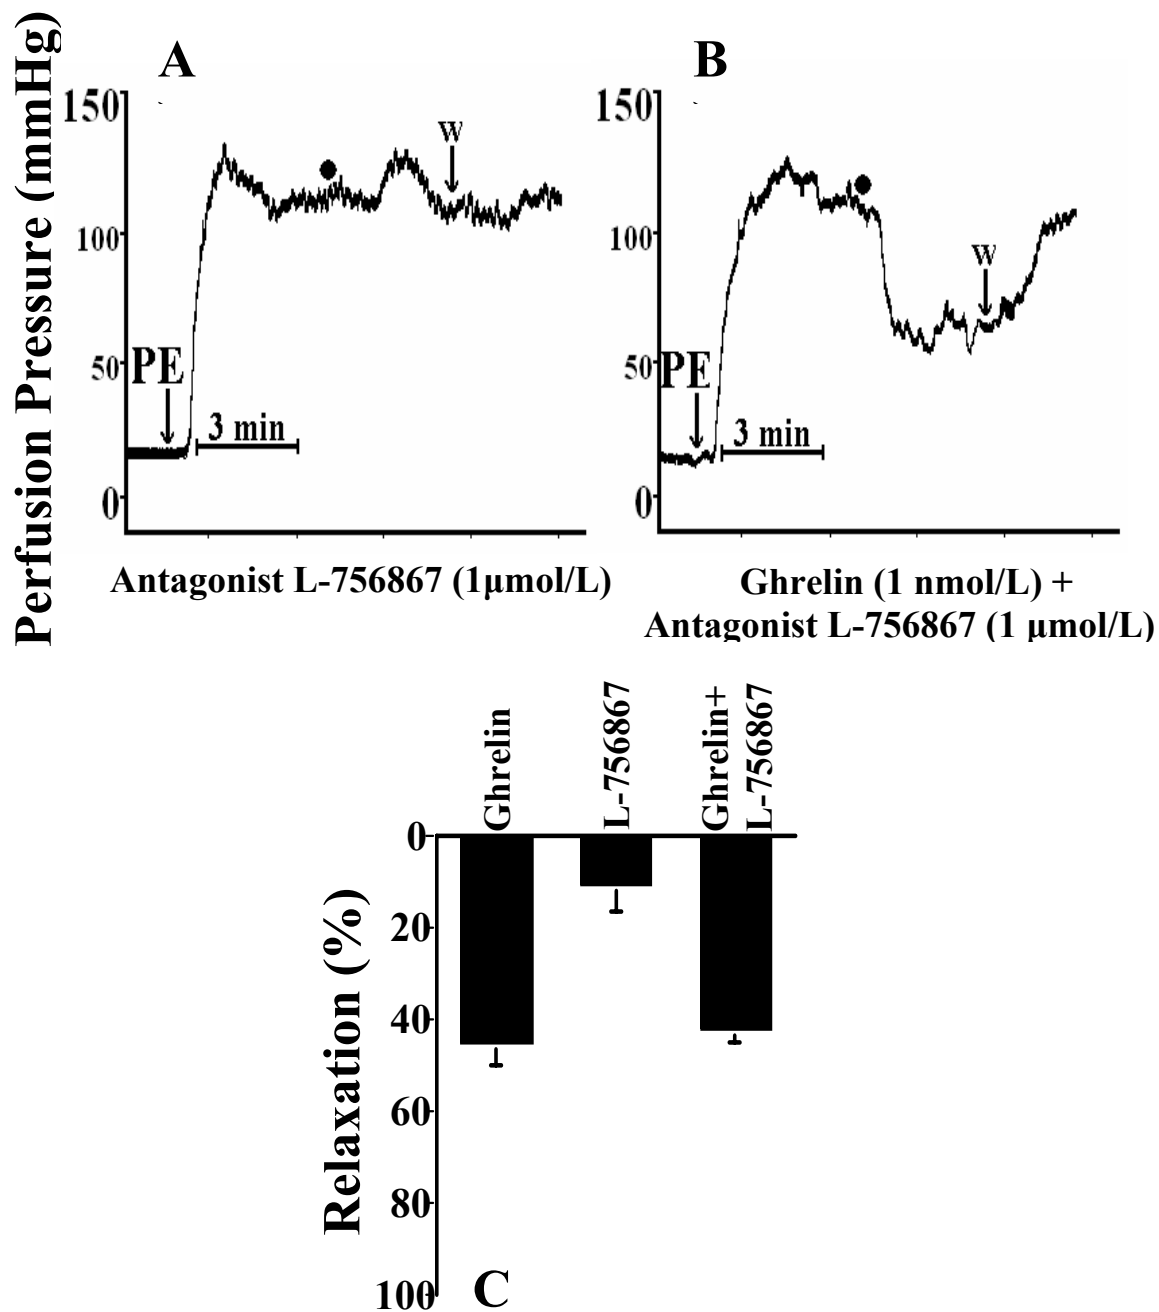 Perfusion Pressure (mmHg)
A
150
100
50
0
PE
3 min
w
Antagonist L-756867 (1μmol/L)
B
150
100
50
0
PE
3 min
w
Ghrelin (1 nmol/L) +
Antagonist L-756867 (1 μmol/L)
Ghrelin
L-756867
Ghrelin+
L-756867
Relaxation (%)
0
20
40
60
80
100
C